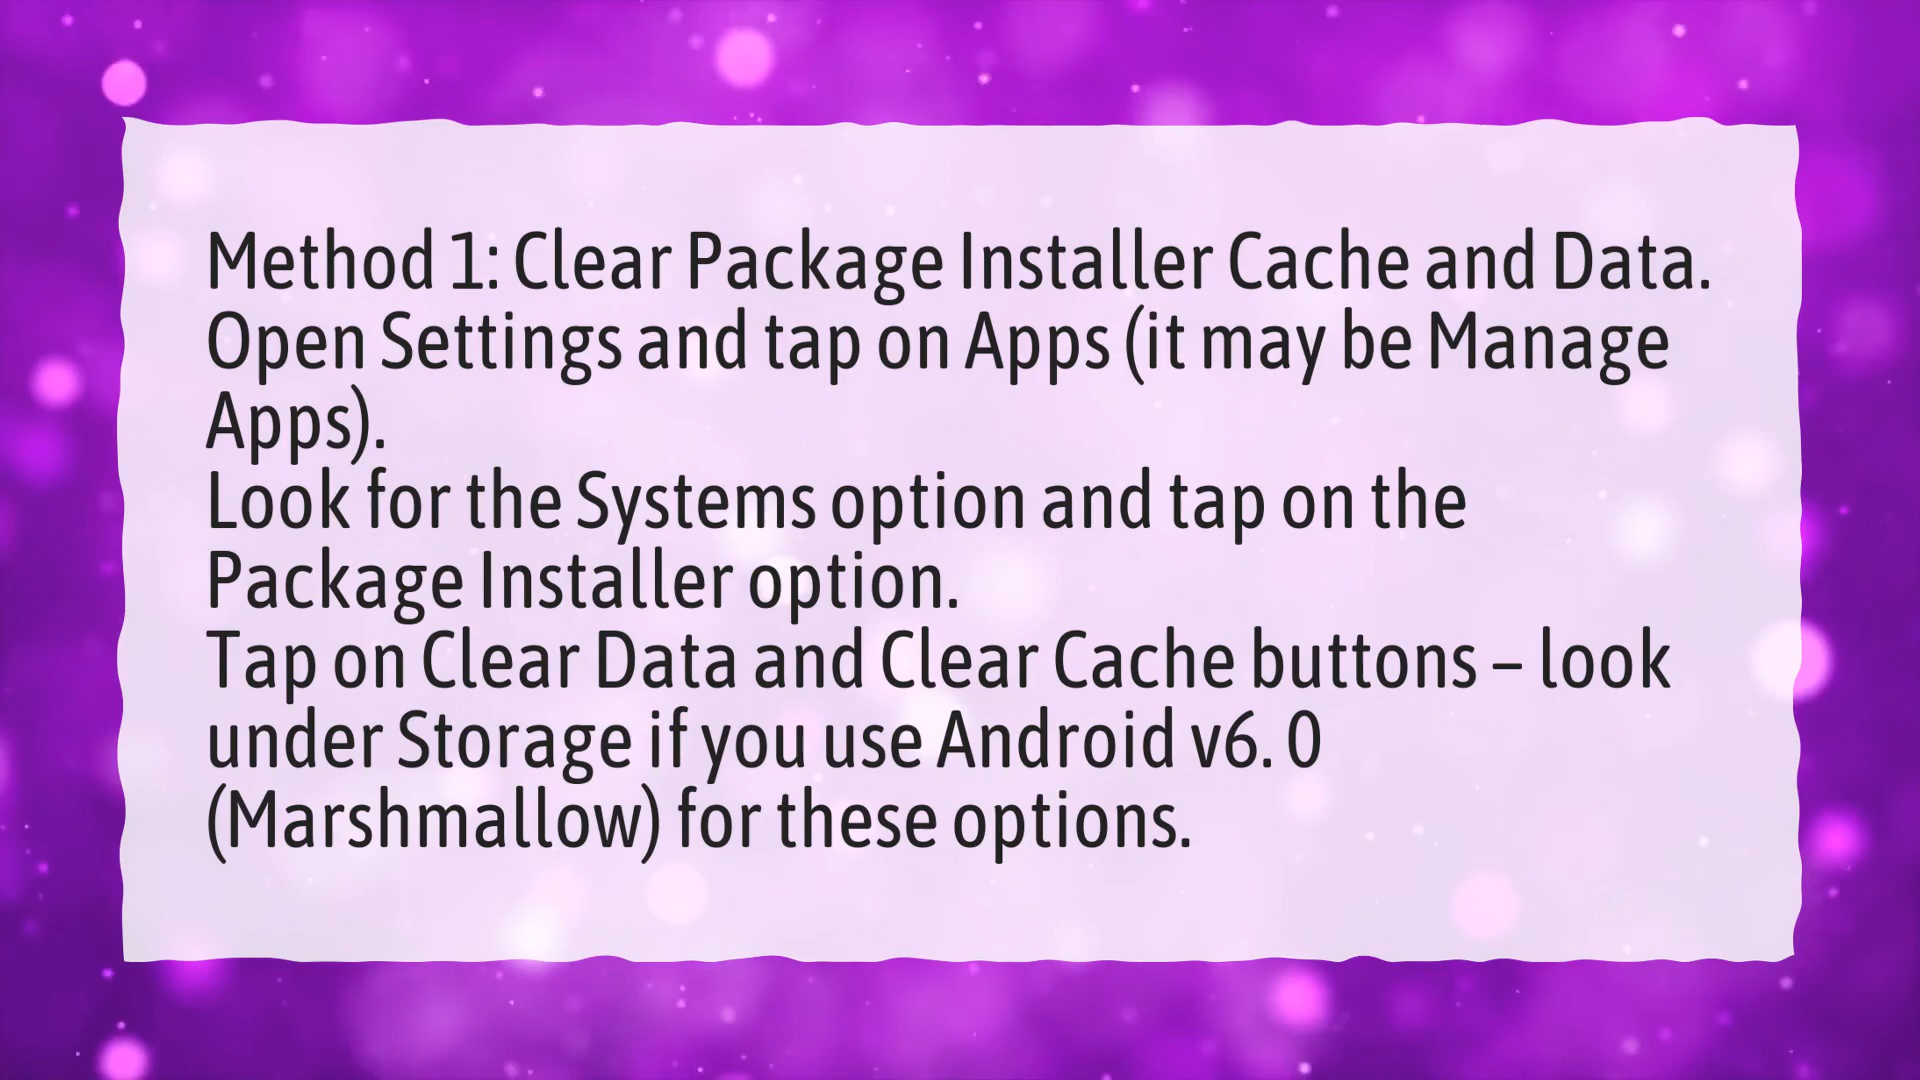 Method 1: Clear Package Installer Cache and Data.
Open Settings and tap on Apps (it may be Manage
Apps).
Look for the Systems option and tap on the
Package Installer option.
Tap on Clear Data and Clear Cache buttons – look
under Storage if you use Android v6. 0
(Marshmallow) for these options.